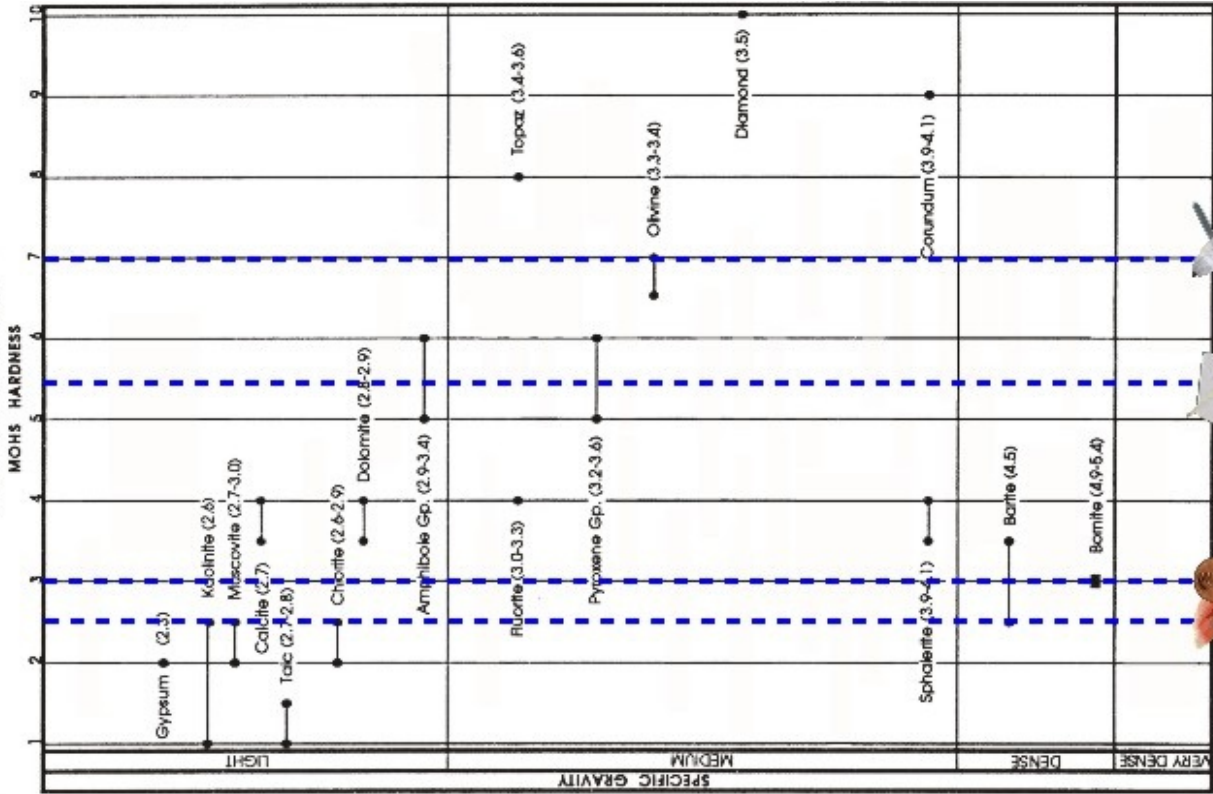 MOHS HARDNESS
1
2
3
4
5
6
7
8
9
10
SPECIFIC GRAVITY
LIGHT
MEDIUM
DENSE
VERY DENSE
Gypsum (2.3)
Kaolinite (2.6)
Muscovite (2.7-3.0)
Calcite (2.7)
Talc (2.7-2.8)
Chlorite (2.6-2.9)
Dolomite (2.8-2.9)
Amphibole Gp. (2.9-3.4)
Fluorite (3.0-3.3)
Topaz (3.4-3.6)
Pyroxene Gp. (3.2-3.6)
Olivine (3.3-3.4)
Diamond (3.5)
Sphalerite (3.9-4.1)
Corundum (3.9-4.1)
Barite (4.5)
Bornite (4.9-5.4)